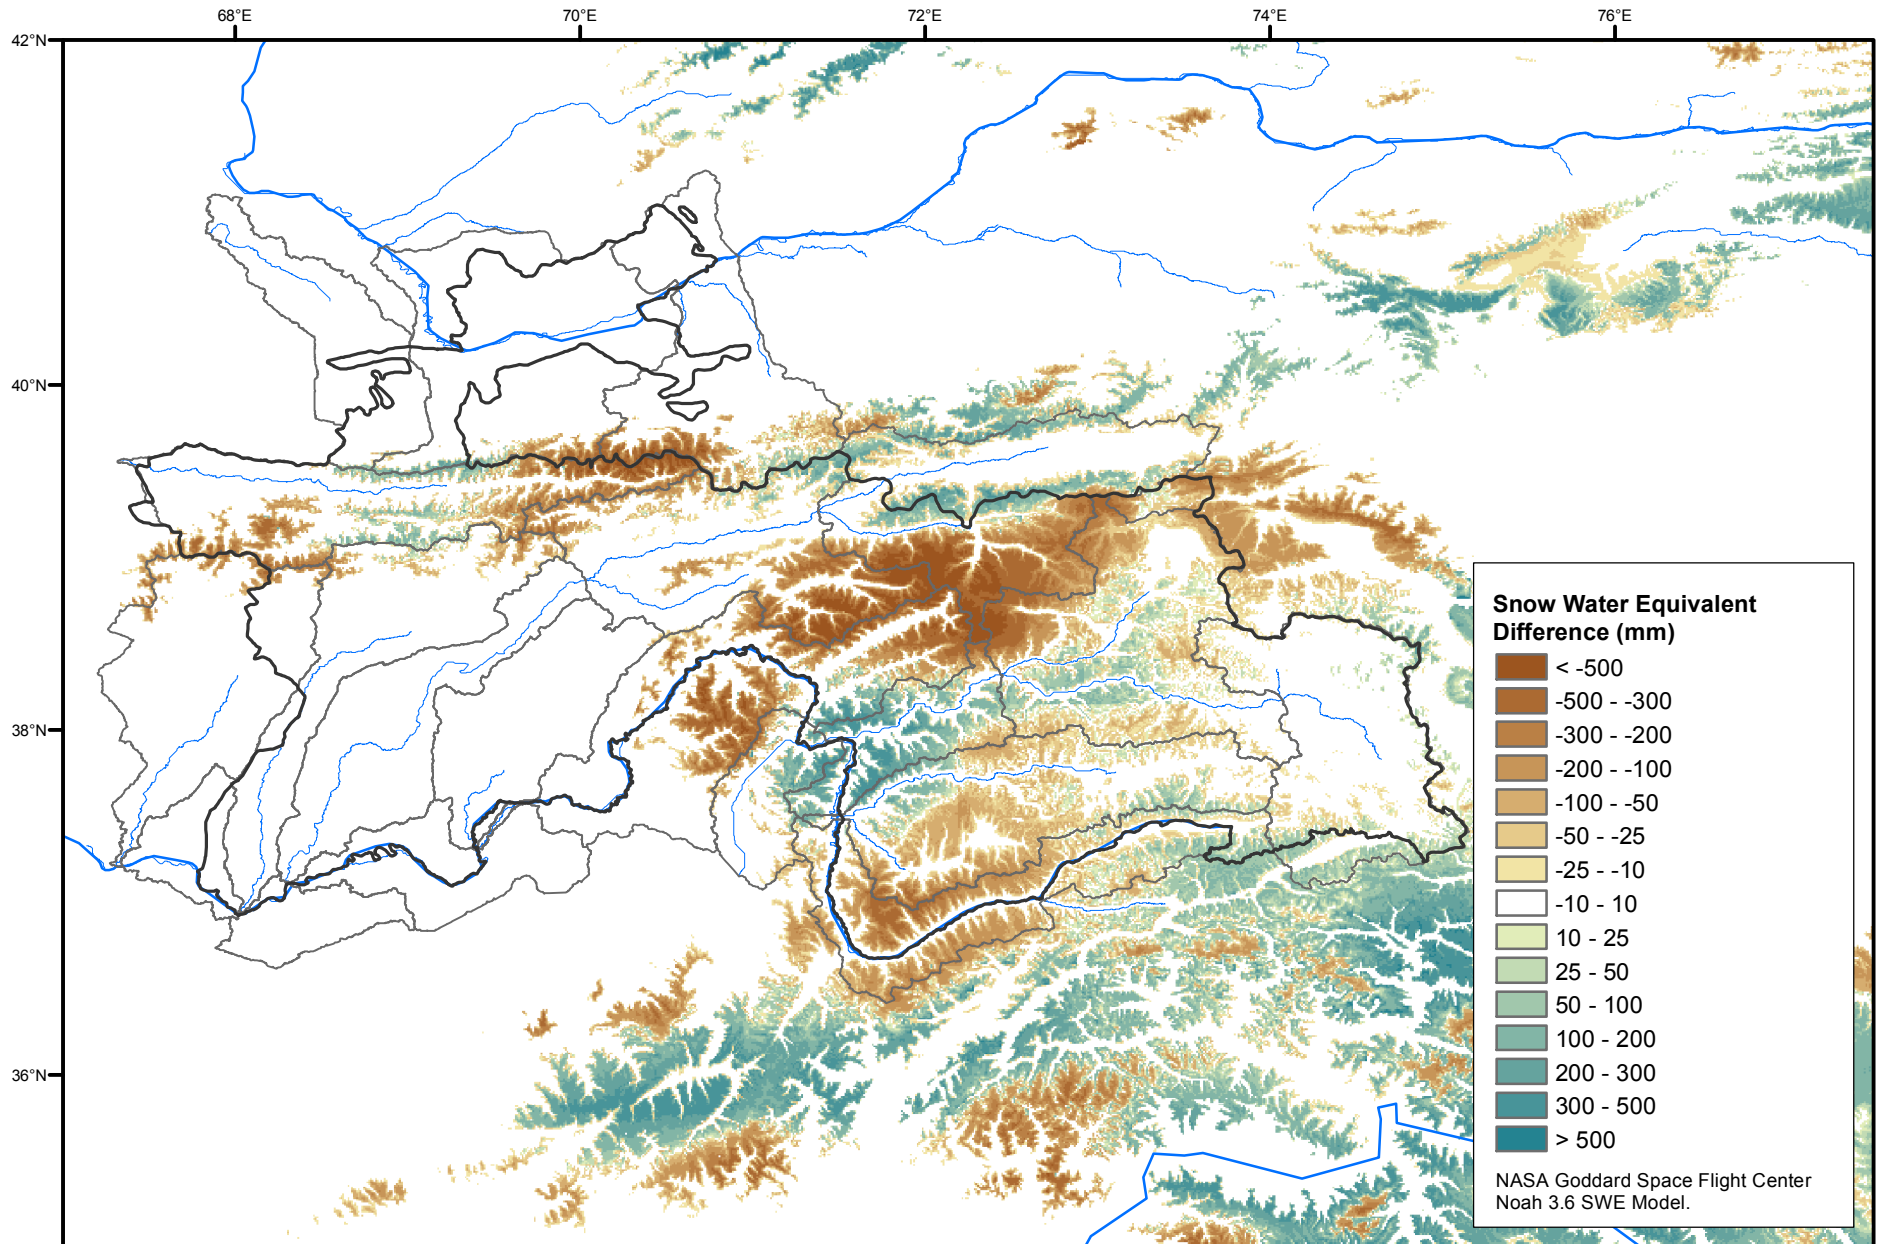 68°E 70°E 72°E 74°E 76°E
42°N
40°N
38°N
36°N
Snow Water Equivalent
Difference (mm)
< -500
-500 - -300
-300 - -200
-200 - -100
-100 - -50
-50 - -25
-25 - -10
-10 - 10
10 - 25
25 - 50
50 - 100
100 - 200
200 - 300
300 - 500
> 500
NASA Goddard Space Flight Center
Noah 3.6 SWE Model.